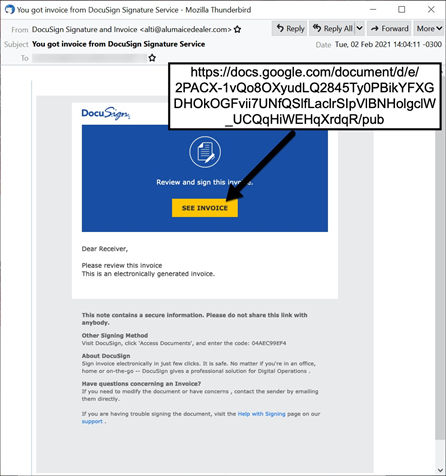 You got invoice from DocuSign Signature Service - Mozilla Thunderbird
From DocuSign Signature and Invoice <alti@alumaicedealer.com>
Reply Reply All Forward More
Subject You got invoice from DocuSign Signature Service
Date Tue, 02 Feb 2021 14:04:11 -0300
To
https://docs.google.com/document/d/e/
2PACX-1vQo8OXyudLQ2845Ty0PBikYFXG
DHOkOGFvii7UNfQSlfLaclrSIpVlBNHolgclW
_UCQqHiWEHqXrdqR/pub
DocuSign
Review and sign this invoice.
SEE INVOICE
Dear Receiver,
Please review this invoice
This is an electronically generated invoice.
This note contains a secure information. Please do not share this link with
anybody.
Other Signing Method
Visit DocuSign, click 'Access Documents', and enter the code: 04AEC99EF4
About DocuSign
Sign invoice electronically in just few clicks. It is safe. No matter if you're in an office,
home or on-the-go -- DocuSign gives a professional solution for Digital Operations .
Have questions concerning an Invoice?
If you need to modify the document or have concerns , contact the sender by emailing
them directly.
If you are having trouble signing the document, visit the Help with Signing page on our
support .